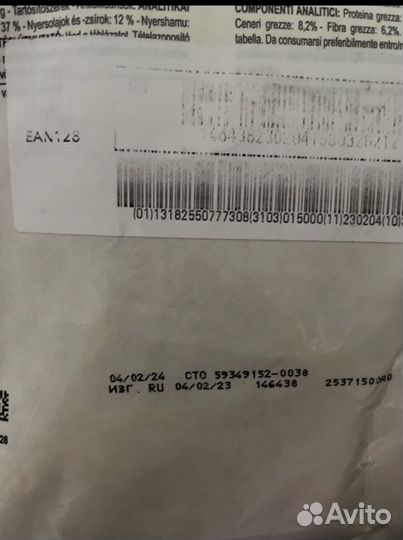 g - Tartósítószerek - Antioxidánsok. ANALITIKAI
37 % - Nyersolajok és -zsírok: 12 % - Nyershamu:
COMPONENTI ANALITICI: Proteina grezza:
Ceneri grezze: 8,2% - Fibra grezza: 6,2%.
tabella. Da consumarsi preferibilmente entro/n
EAN128
(01)13182550777308(3103)015000(11)230204(10)
04/02/24 СТО 59349152-0038
ИЗГ. RU 04/02/23 146438
28
Avito